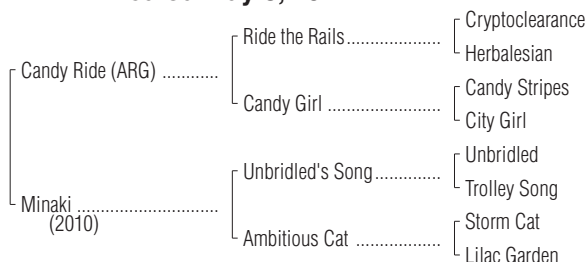 Cryptoclearance
Ride the Rails
Herbalesian
Candy Ride (ARG)
Candy Stripes
Candy Girl
City Girl
Unbridled
Unbridled's Song
Trolley Song
Minaki
(2010)
Storm Cat
Ambitious Cat
Lilac Garden